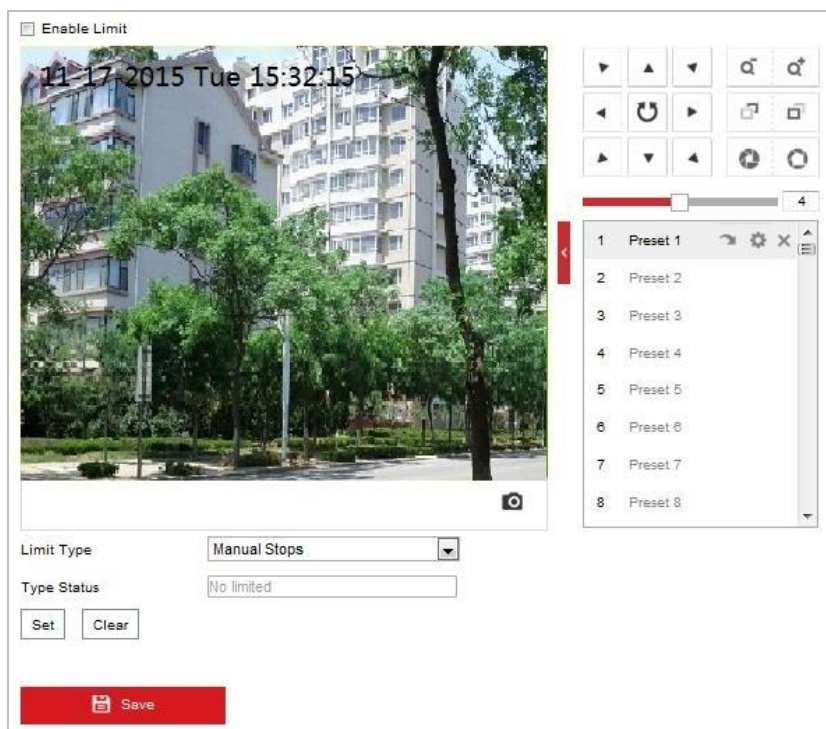 Enable Limit
11-17-2015 Tue 15:32:15
4
1 Preset 1
2 Preset 2
3 Preset 3
4 Preset 4
5 Preset 5
6 Preset 6
7 Preset 7
8 Preset 8
Limit Type Manual Stops
Type Status No limited
Set Clear
Save